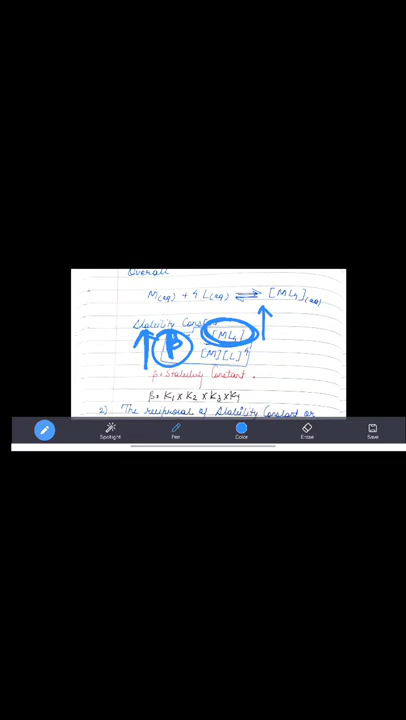 Overall
M(aq) + 4 L(aq) ⇌ [ML4](aq)
Stability Const
β [ML4]
[M][L]^4
β = Stability Constant.
β = K1 x K2 x K3 x K4
2) The reciprocal of Stability Constant or
Spotlight Pen Color Erase Save